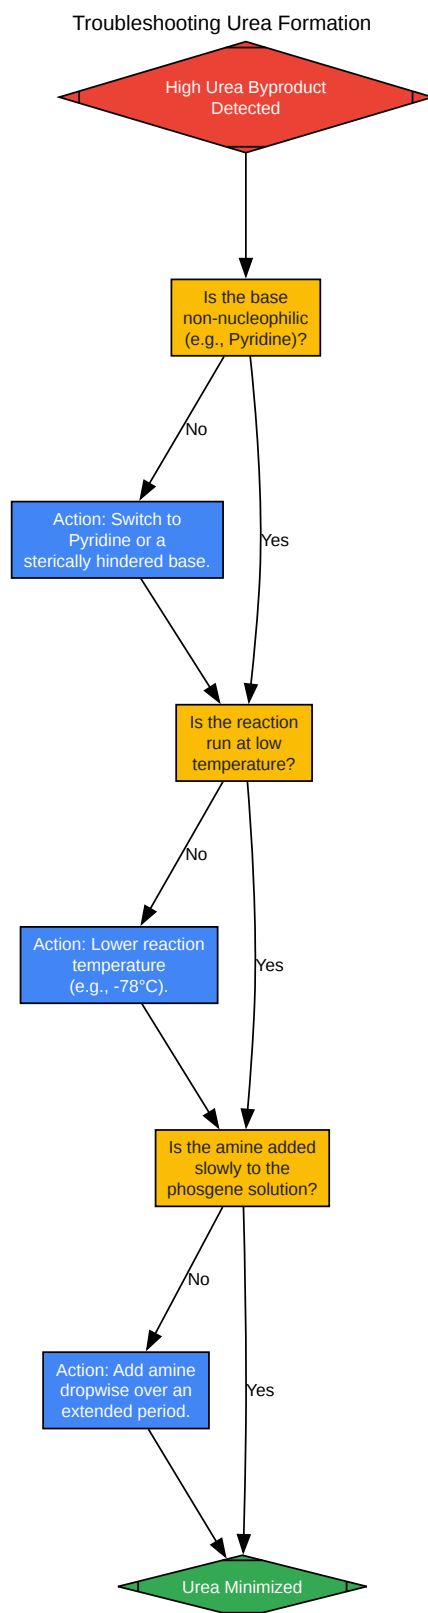 Troubleshooting Urea Formation
High Urea Byproduct
Detected
Is the base
non-nucleophilic
(e.g., Pyridine)?
No
Action: Switch to
Pyridine or a
sterically hindered base.
Yes
Is the reaction
run at low
temperature?
No
Action: Lower reaction
temperature
(e.g., -78°C).
Yes
Is the amine added
slowly to the
phosgene solution?
No
Action: Add amine
dropwise over an
extended period.
Yes
Urea Minimized